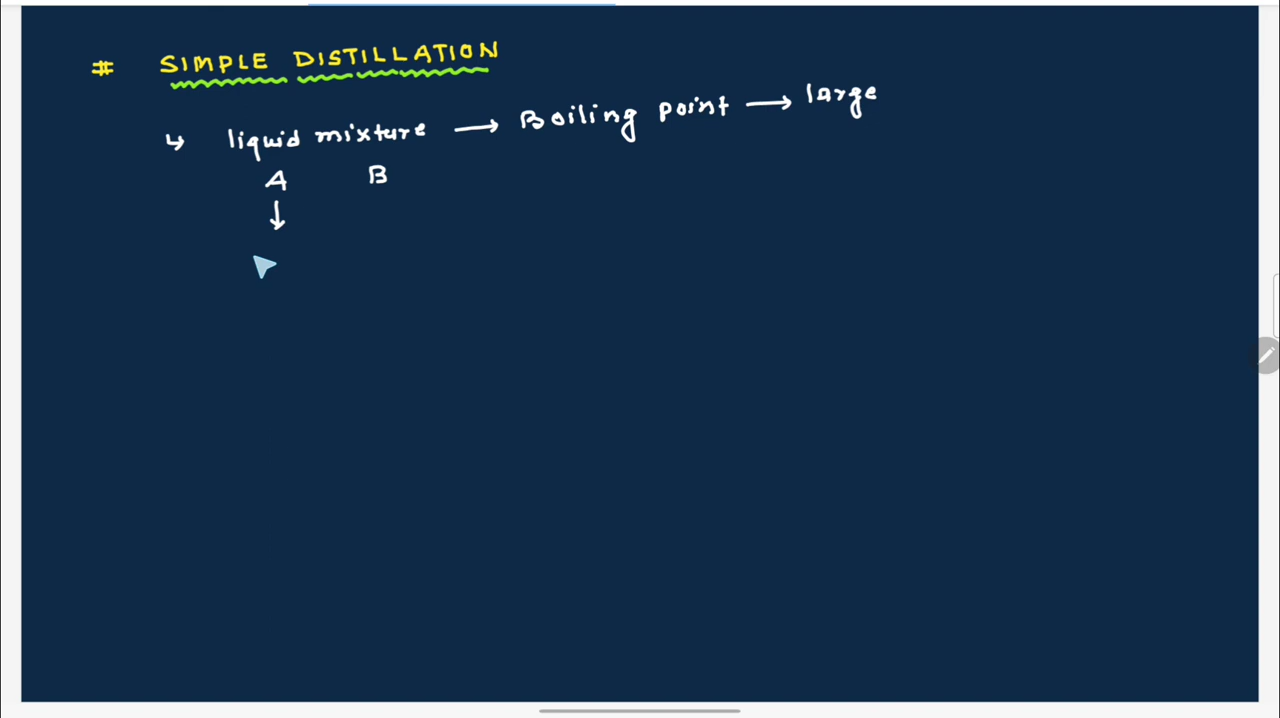 # SIMPLE DISTILLATION
↳ liquid mixture → Boiling point → large
A B
↓